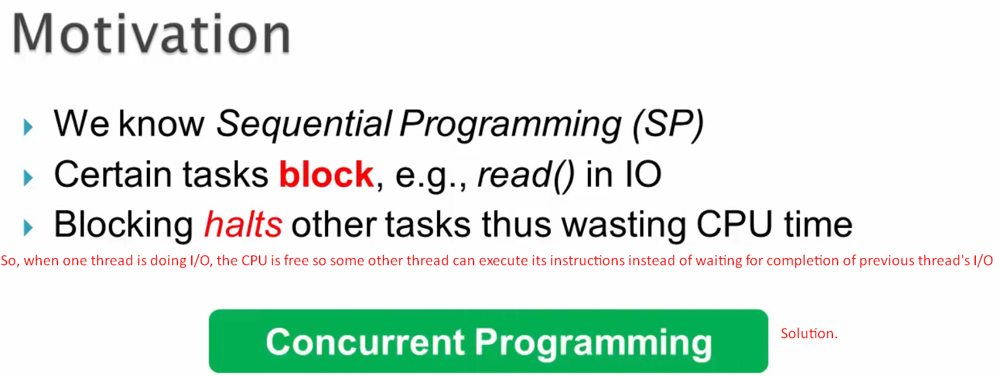 Motivation
We know Sequential Programming (SP)
Certain tasks block, e.g., read() in IO
Blocking halts other tasks thus wasting CPU time
So, when one thread is doing I/O, the CPU is free so some other thread can execute its instructions instead of waiting for completion of previous thread's I/O
Concurrent Programming
Solution.